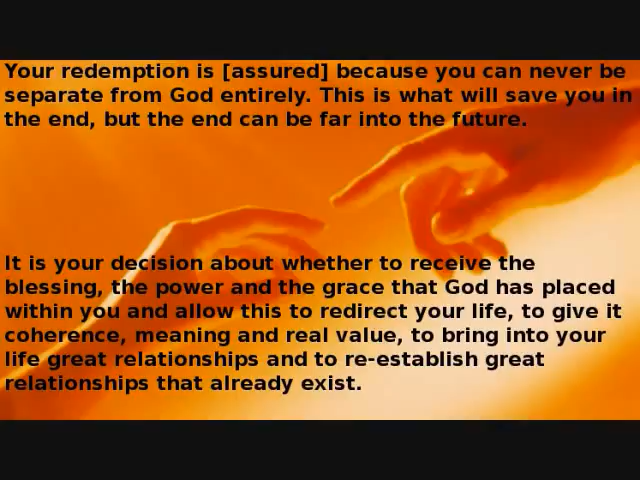 Your redemption is [assured] because you can never be
separate from God entirely. This is what will save you in
the end, but the end can be far into the future.
It is your decision about whether to receive the
blessing, the power and the grace that God has placed
within you and allow this to redirect your life, to give it
coherence, meaning and real value, to bring into your
life great relationships and to re-establish great
relationships that already exist.